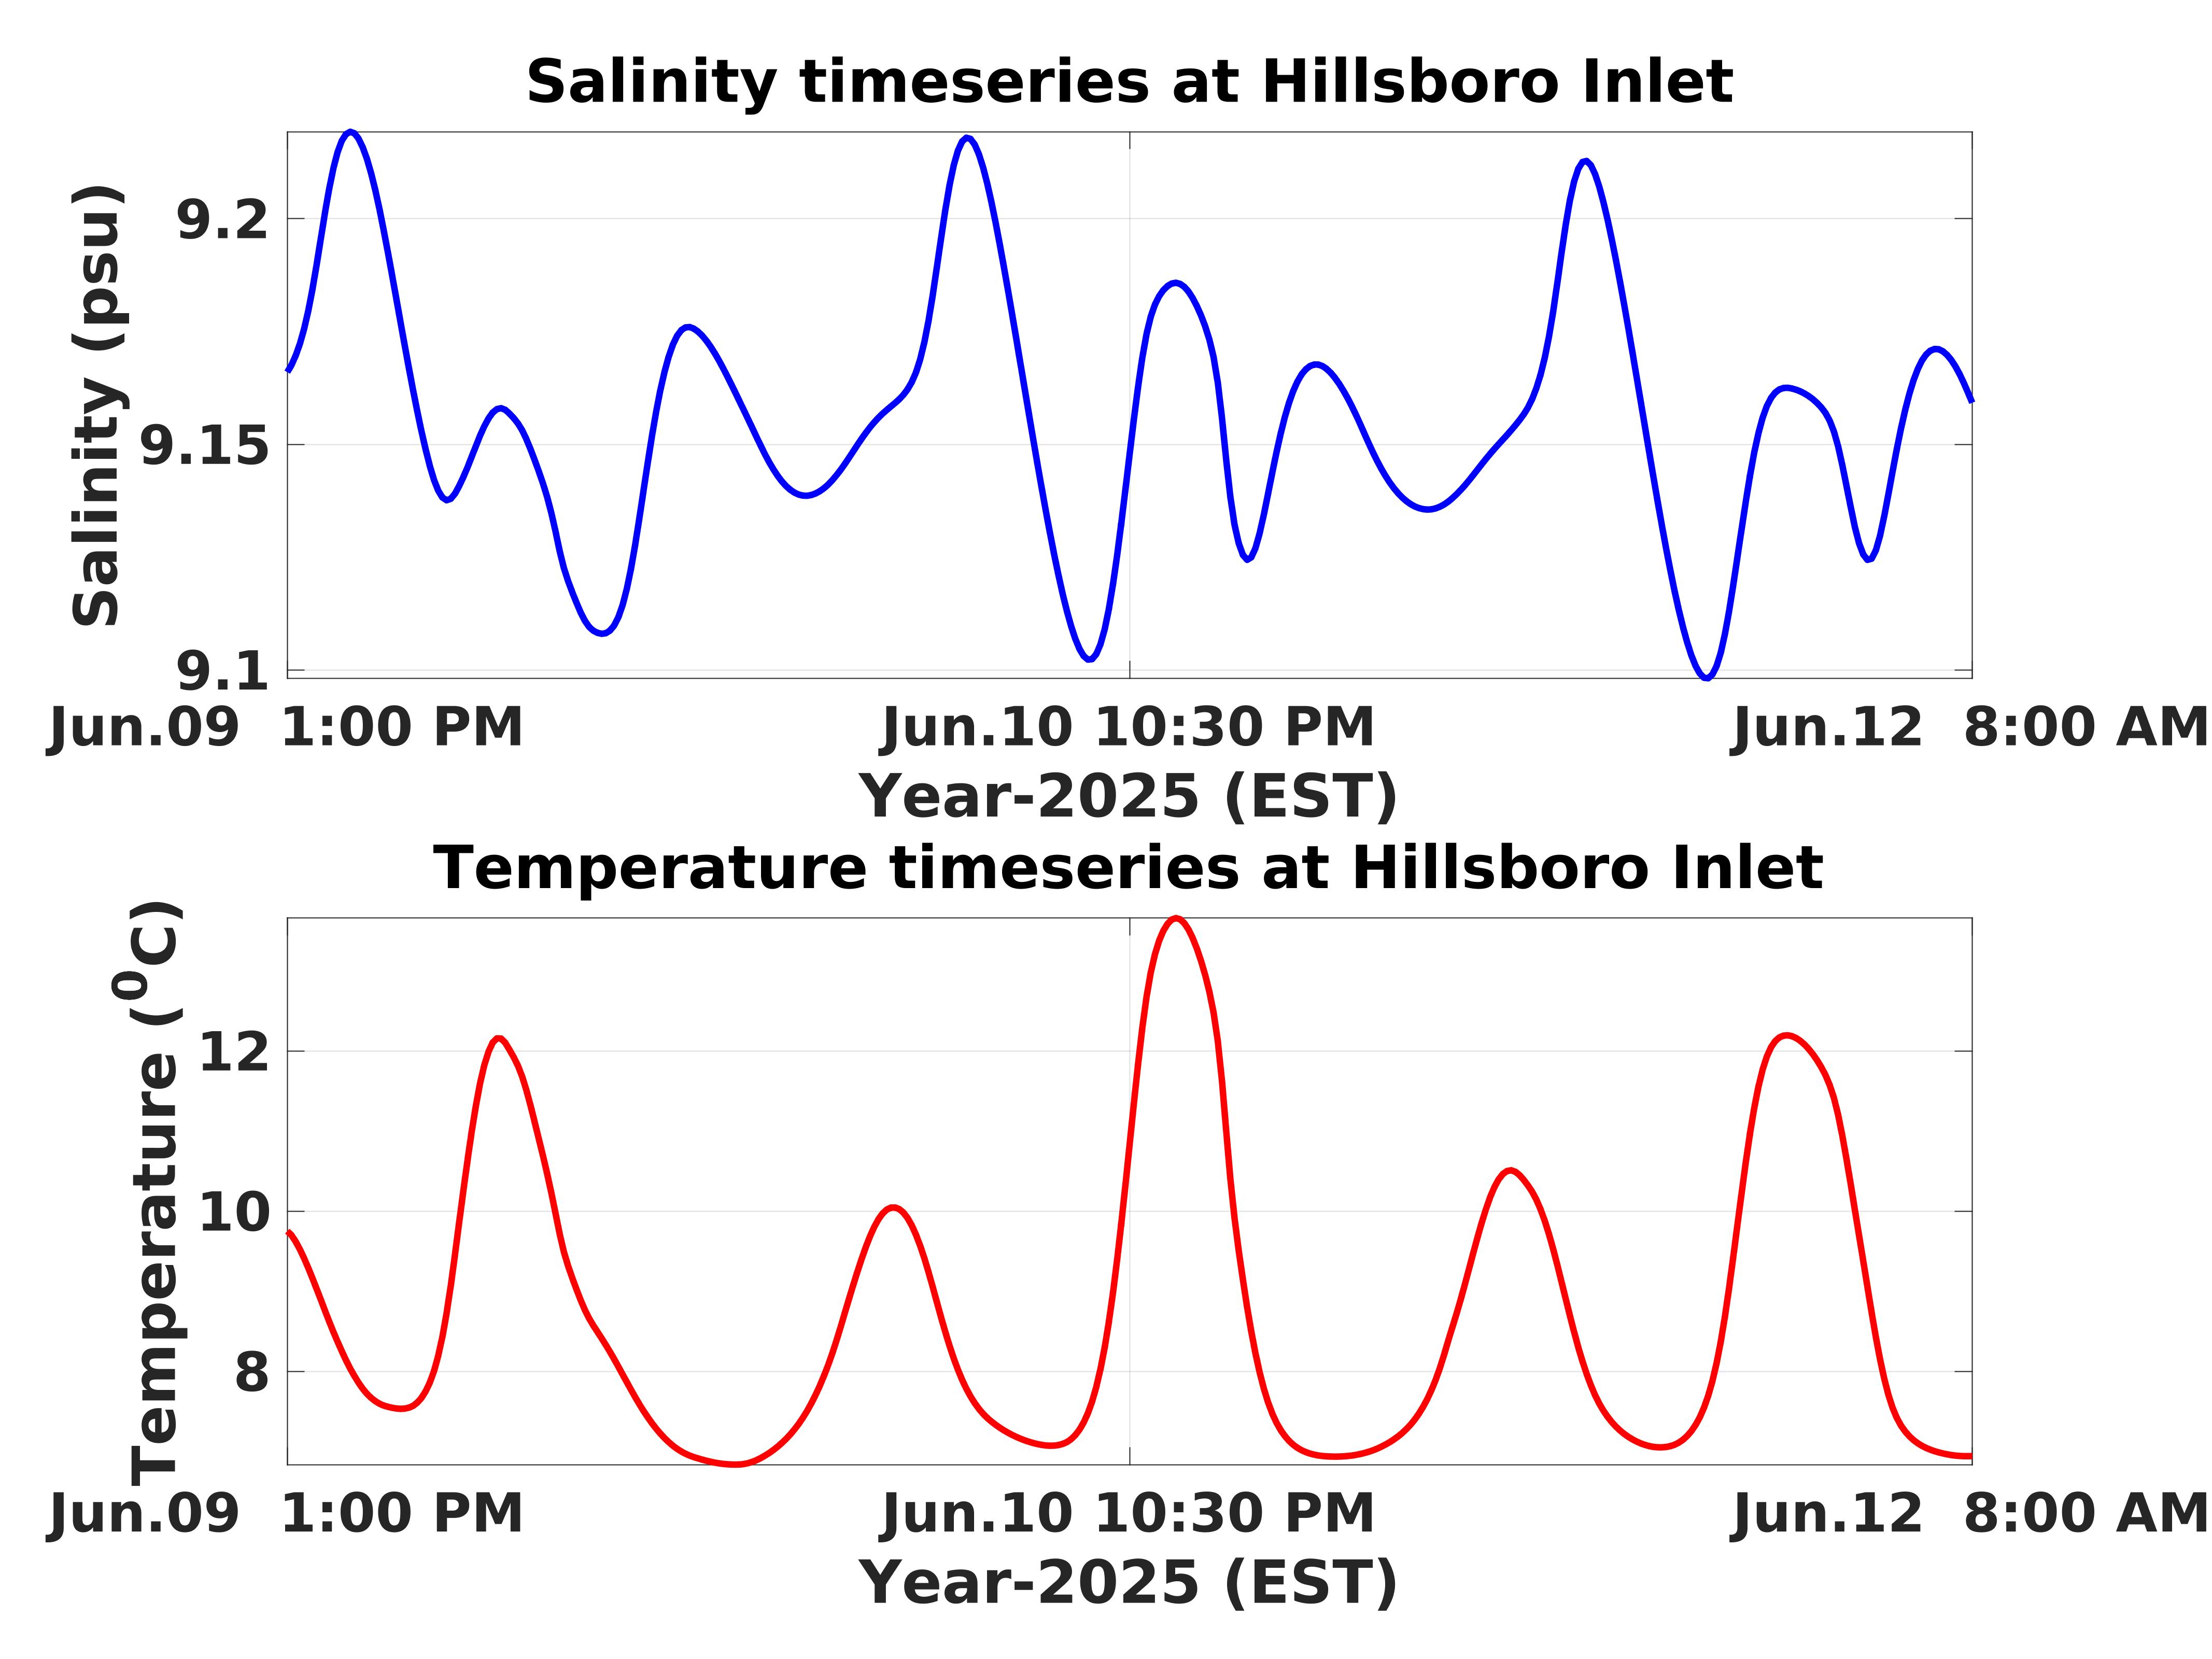 Salinity timeseries at Hillsboro Inlet
Salinity (psu)
9.2
9.15
9.1
Jun.09  1:00 PM
Jun.10 10:30 PM
Jun.12  8:00 AM
Year-2025 (EST)
Temperature timeseries at Hillsboro Inlet
Temperature (⁰C)
12
10
8
Jun.09  1:00 PM
Jun.10 10:30 PM
Jun.12  8:00 AM
Year-2025 (EST)